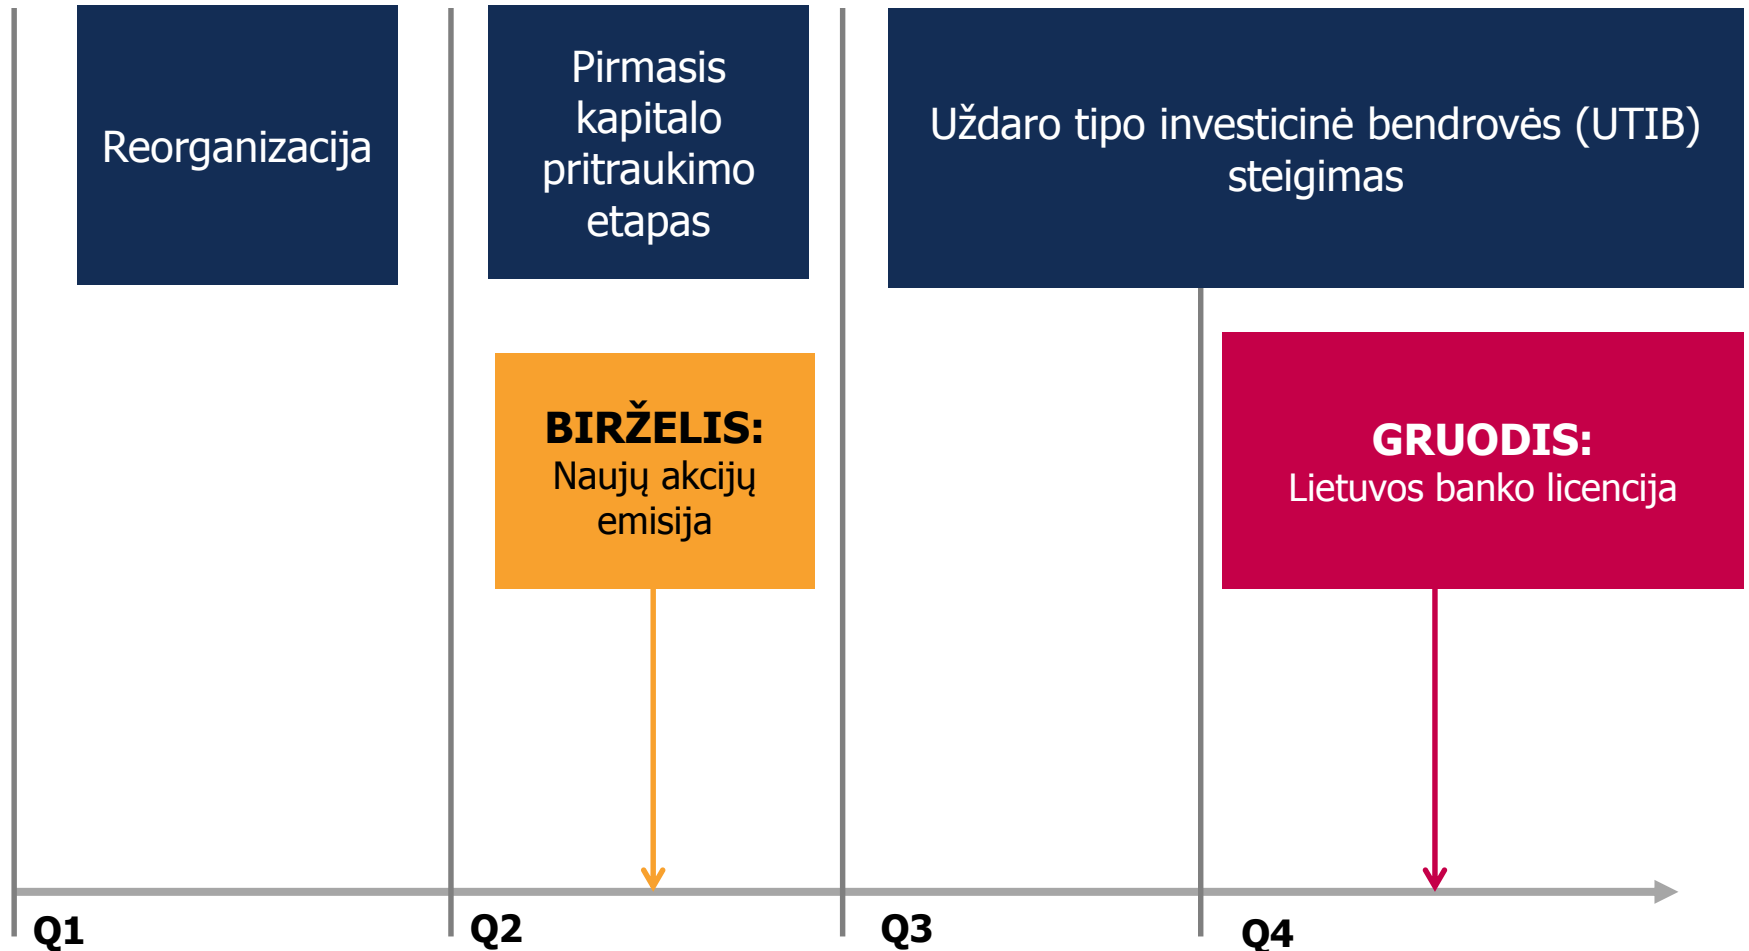 Reorganizacija
Pirmasis
kapitalo
pritraukimo
etapas
Uždaro tipo investicinė bendrovės (UTIB)
steigimas
BIRŽELIS:
Naujų akcijų
emisija
GRUODIS:
Lietuvos banko licencija
Q1
Q2
Q3
Q4